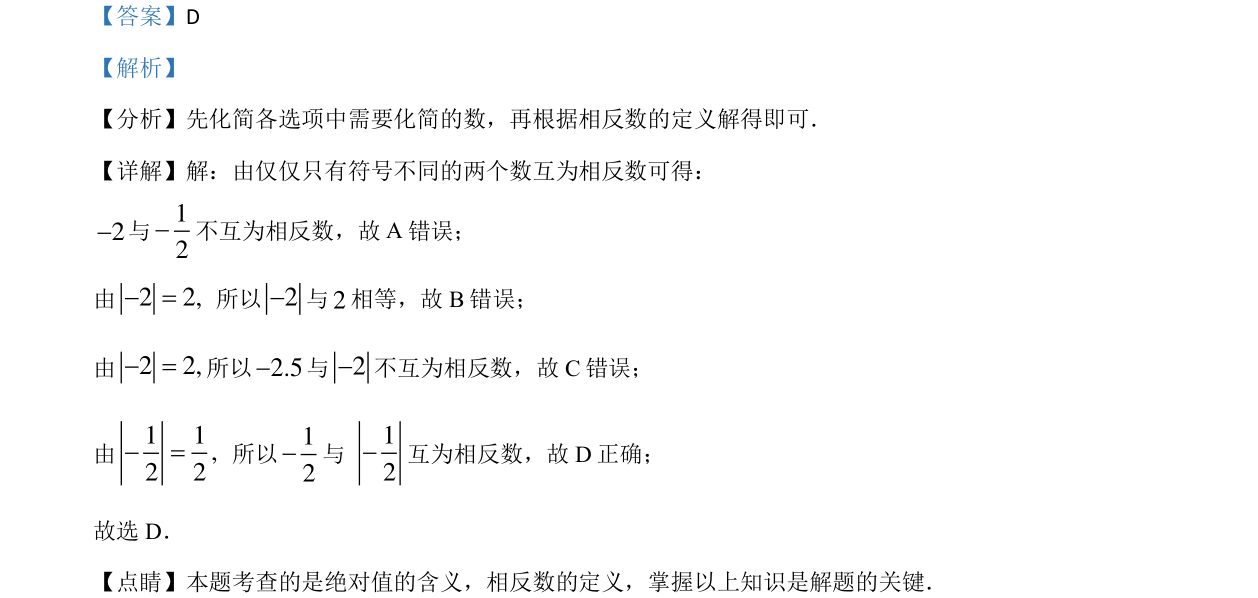 【答案】D
【解析】
【分析】先化简各选项中需要化简的数，再根据相反数的定义解得即可．
【详解】解：由仅仅只有符号不同的两个数互为相反数可得：
−2与−1/2不互为相反数，故 A 错误；
由|−2|=2, 所以|−2|与2相等，故 B 错误；
由|−2|=2,所以−2.5与|−2|不互为相反数，故 C 错误；
由|−1/2|=1/2, 所以−1/2与 |−1/2|互为相反数，故 D 正确；
故选 D．
【点睛】本题考查的是绝对值的含义，相反数的定义，掌握以上知识是解题的关键．